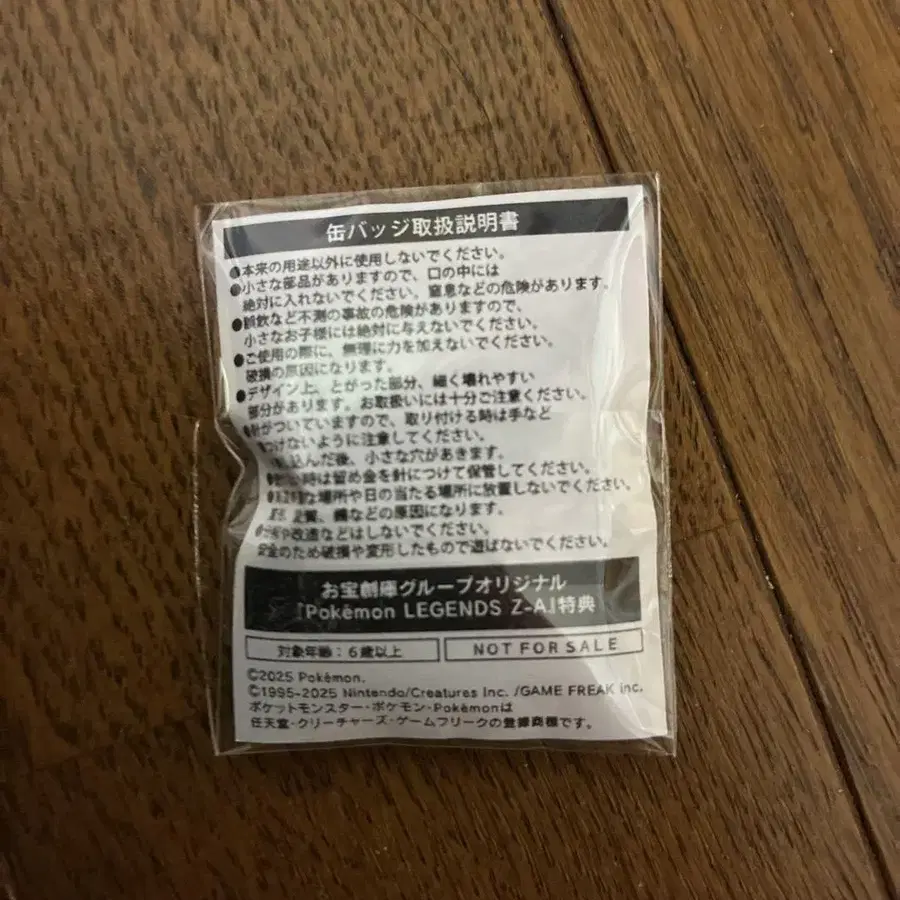 缶バッジ取扱説明書
●本来の用途以外に使用しないでください。
●小さな部品がありますので、口の中には
絶対に入れないでください。窒息などの危険があります。
●誤飲など不測の事故の危険がありますので、
小さなお子様には絶対に与えないでください。
●ご使用の際に、無理に力を加えないでください。
破損の原因になります。
●デザイン上、とがった部分、細く壊れやすい
部分があります。お取扱いには十分ご注意ください。
●針がついていますので、取り付ける時は手など
つけないように注意してください。
込んだ後、小さな穴があきます。
時は留め金を針につけて保管してください。
な場所や日の当たる場所に放置しないでください。
変質、錆などの原因になります。
や改造などはしないでください。
安全のため破損や変形したもので遊ばないでください。
お宝創庫グループオリジナル
『Pokémon LEGENDS Z-A』特典
対象年齢：6歳以上
NOT FOR SALE
©2025 Pokémon.
©1995-2025 Nintendo/Creatures Inc. /GAME FREAK inc.
ポケットモンスター・ポケモン・Pokémonは
任天堂・クリーチャーズ・ゲームフリークの登録商標です。